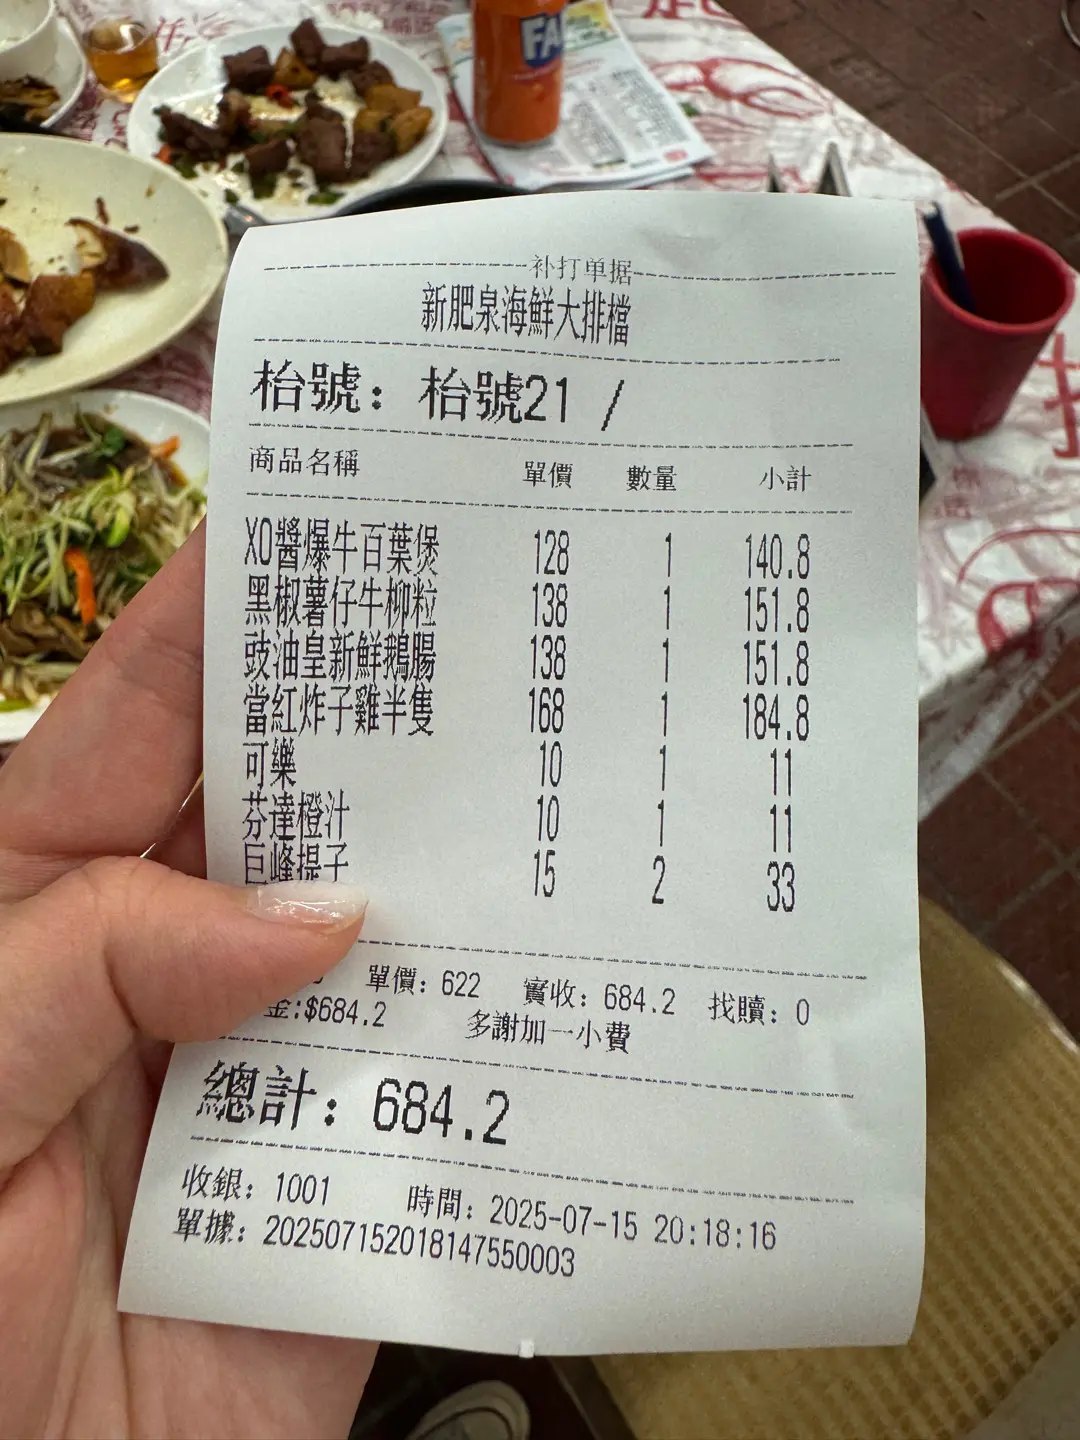 FA
补打单据
新肥泉海鮮大排檔
枱號：枱號21 /
商品名稱 單價 數量 小計
XO醬爆牛百葉煲 128 1 140.8
黑椒薯仔牛柳粒 138 1 151.8
豉油皇新鮮鵝腸 138 1 151.8
當紅炸子雞半隻 168 1 184.8
可樂 10 1 11
芬達橙汁 10 1 11
巨峰提子 15 2 33
單價：622 實收：684.2 找贖：0
金:$684.2 多謝加一小費
總計：684.2
收銀：1001 時間：2025-07-15 20:18:16
單據：202507152018147550003